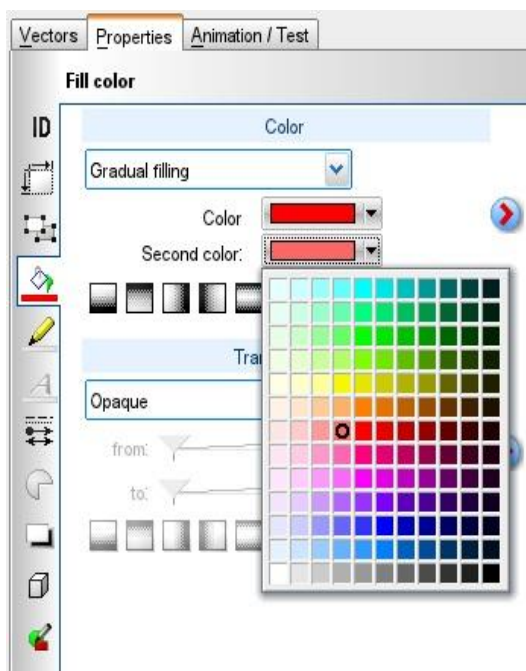 Vectors Properties Animation / Test
Fill color
ID
Color
Gradual filling
Color
Second color:
Opaque
from:
to:
A